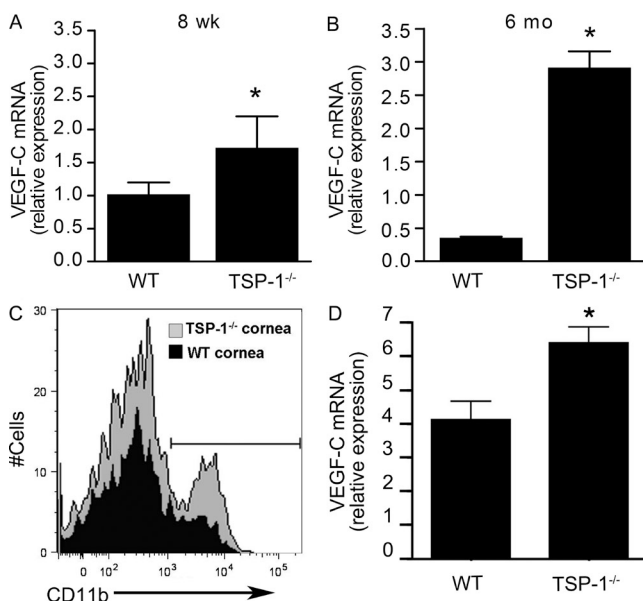 A
8 wk
VEGF-C mRNA
(relative expression)
3.5
3.0
2.5
2.0
1.5
1.0
0.5
0.0
*
WT
TSP-1-/-
B
6 mo
VEGF-C mRNA
(relative expression)
3.5
3.0
2.5
2.0
1.5
1.0
0.5
0.0
*
WT
TSP-1-/-
C
#Cells
30
20
10
0
TSP-1-/- cornea
WT cornea
0 10² 10³ 10⁴ 10⁵
CD11b
D
VEGF-C mRNA
(relative expression)
7
6
5
4
3
2
1
0
*
WT
TSP-1-/-